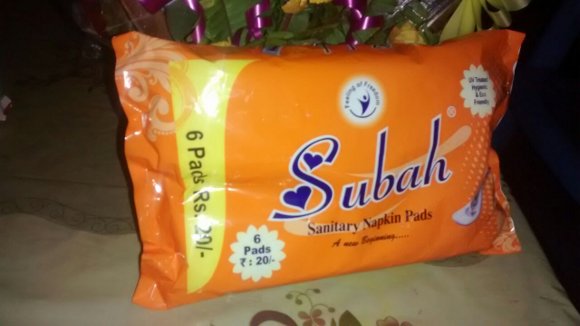 Feeling of Freedom
UV Treated
Hygienic
& Eco
Friendly
6 Pads Rs. 20/-
Subah®
Sanitary Napkin Pads
A new Beginning.....
6
Pads
₹ : 20/-